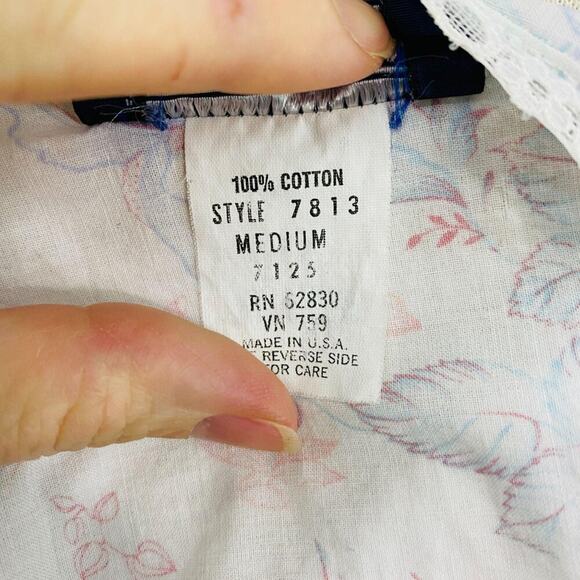 100% COTTON
STYLE 7813
MEDIUM
7125
RN 62830
VN 759
MADE IN U.S.A.
REVERSE SIDE
FOR CARE